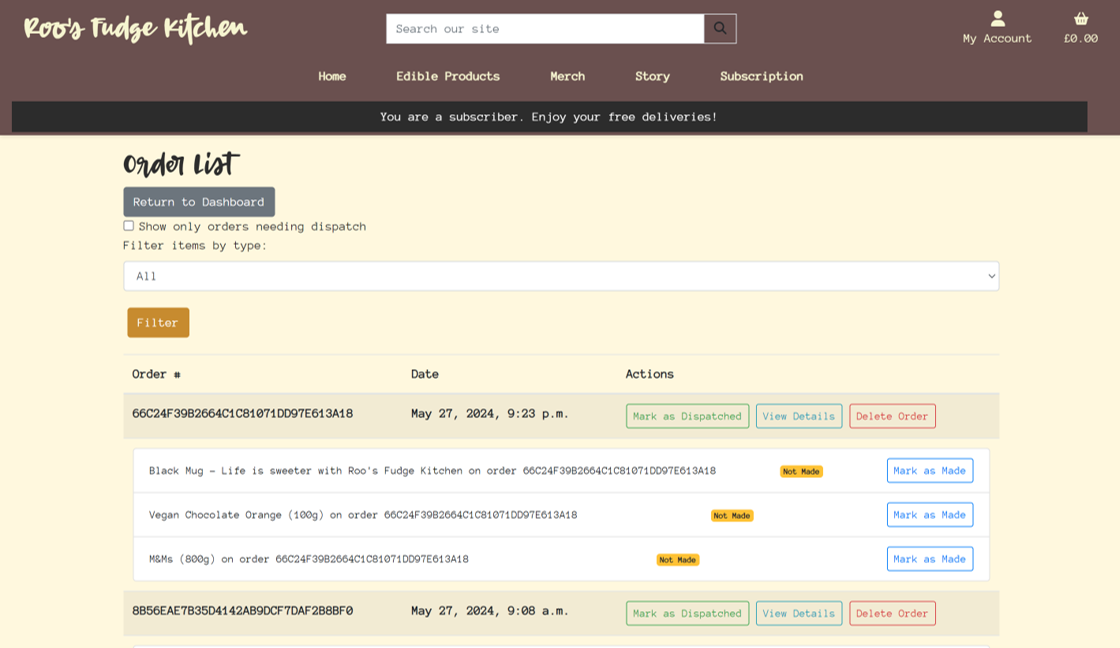 Roo's Fudge Kitchen
Search our site
My Account
£0.00
Home Edible Products Merch Story Subscription
You are a subscriber. Enjoy your free deliveries!
Order List
Return to Dashboard
Show only orders needing dispatch
Filter items by type:
All
Filter
Order # Date Actions
66C24F39B2664C1C81071DD97E613A18 May 27, 2024, 9:23 p.m. Mark as Dispatched View Details Delete Order
Black Mug - Life is sweeter with Roo's Fudge Kitchen on order 66C24F39B2664C1C81071DD97E613A18 Not Made Mark as Made
Vegan Chocolate Orange (100g) on order 66C24F39B2664C1C81071DD97E613A18 Not Made Mark as Made
M&Ms (800g) on order 66C24F39B2664C1C81071DD97E613A18 Not Made Mark as Made
8B56EAE7B35D4142AB9DCF7DAF2B8BF0 May 27, 2024, 9:08 a.m. Mark as Dispatched View Details Delete Order